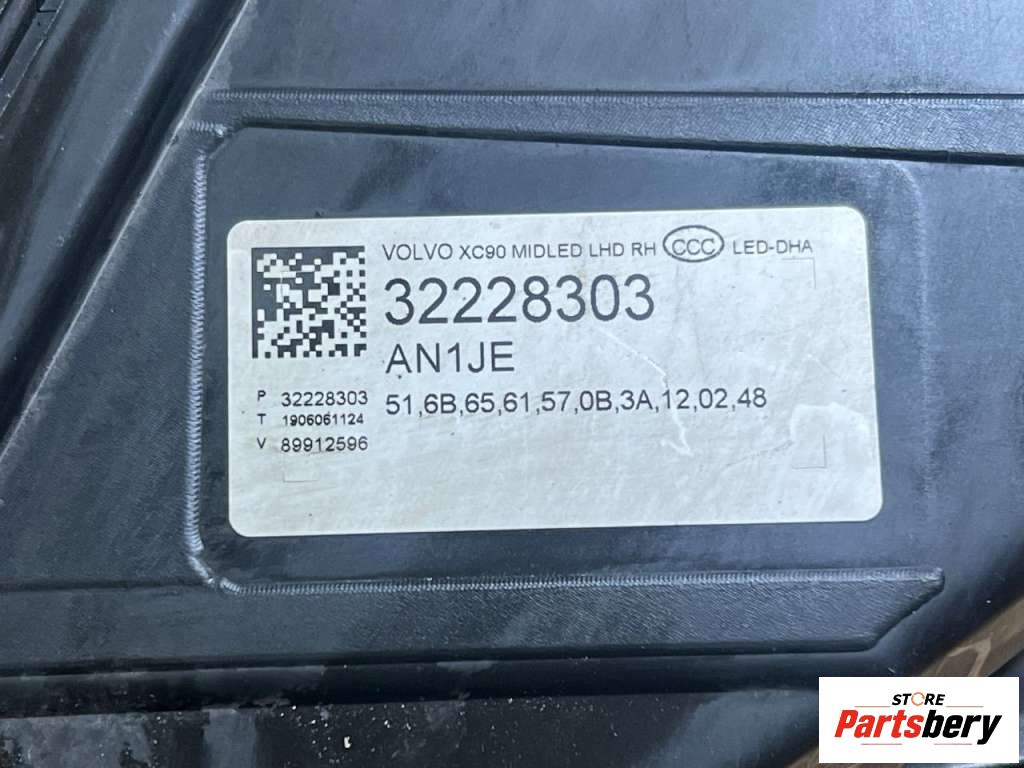 VOLVO XC90 MIDLED LHD RH CCC LED-DHA
32228303
AN1JE
51,6B,65,61,57,0B,3A,12,02,48
P 32228303
T 1906061124
V 89912596
STORE
Partsbery